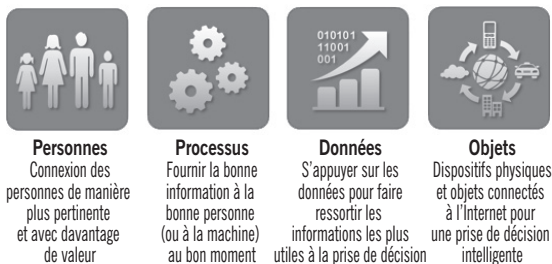 010101
11001
001
Personnes
Connexion des
personnes de manière
plus pertinente
et avec davantage
de valeur
Processus
Fournir la bonne
information à la
bonne personne
(ou à la machine)
au bon moment
Données
S'appuyer sur les
données pour faire
ressortir les
informations les plus
utiles à la prise de décision
Objets
Dispositifs physiques
et objets connectés
à l'Internet pour
une prise de décision
intelligente